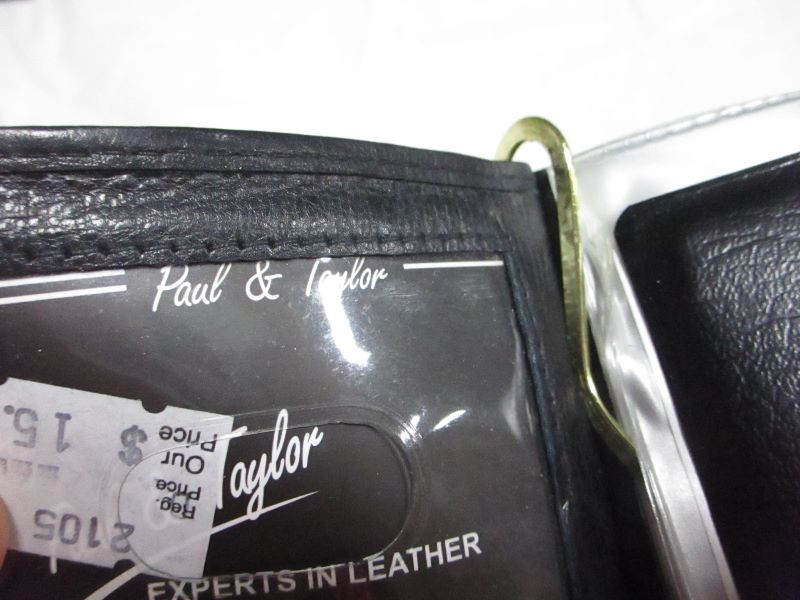 Paul & Taylor
Taylor
EXPERTS IN LEATHER
2105
Reg.
Price
Our
Price
$ 15.